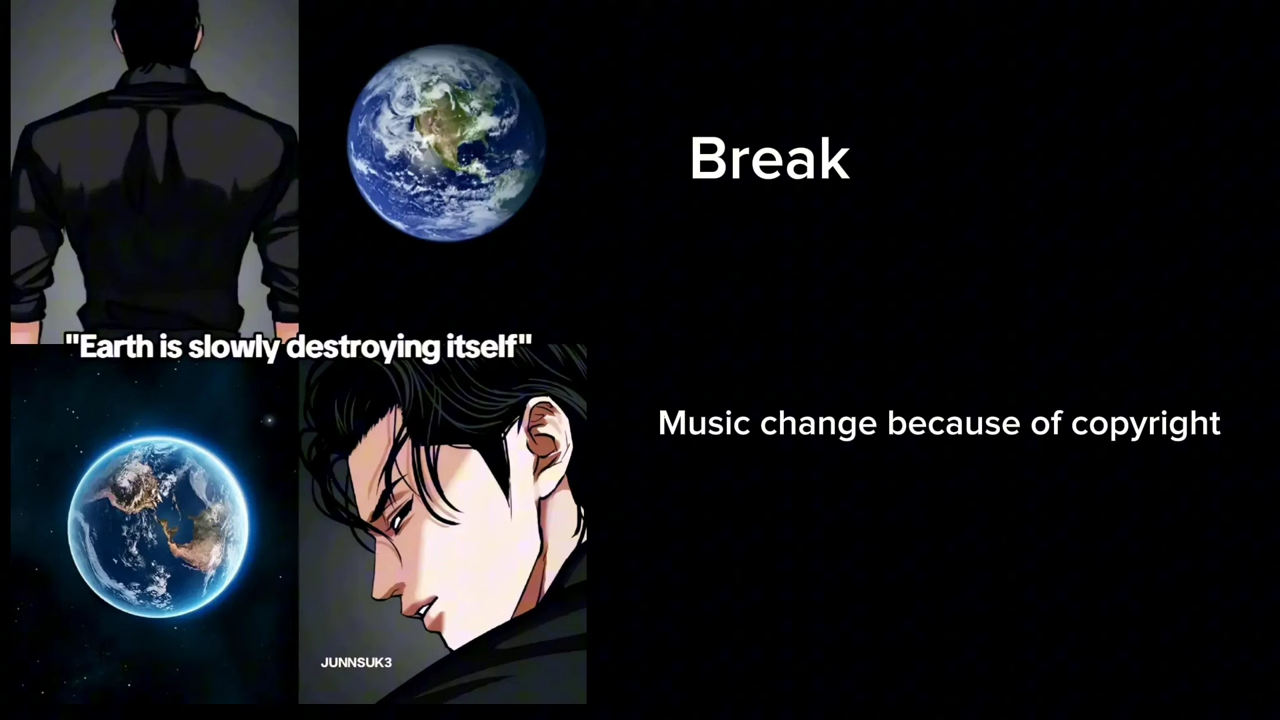 Break
"Earth is slowly destroying itself"
Music change because of copyright
JUNNSUK3